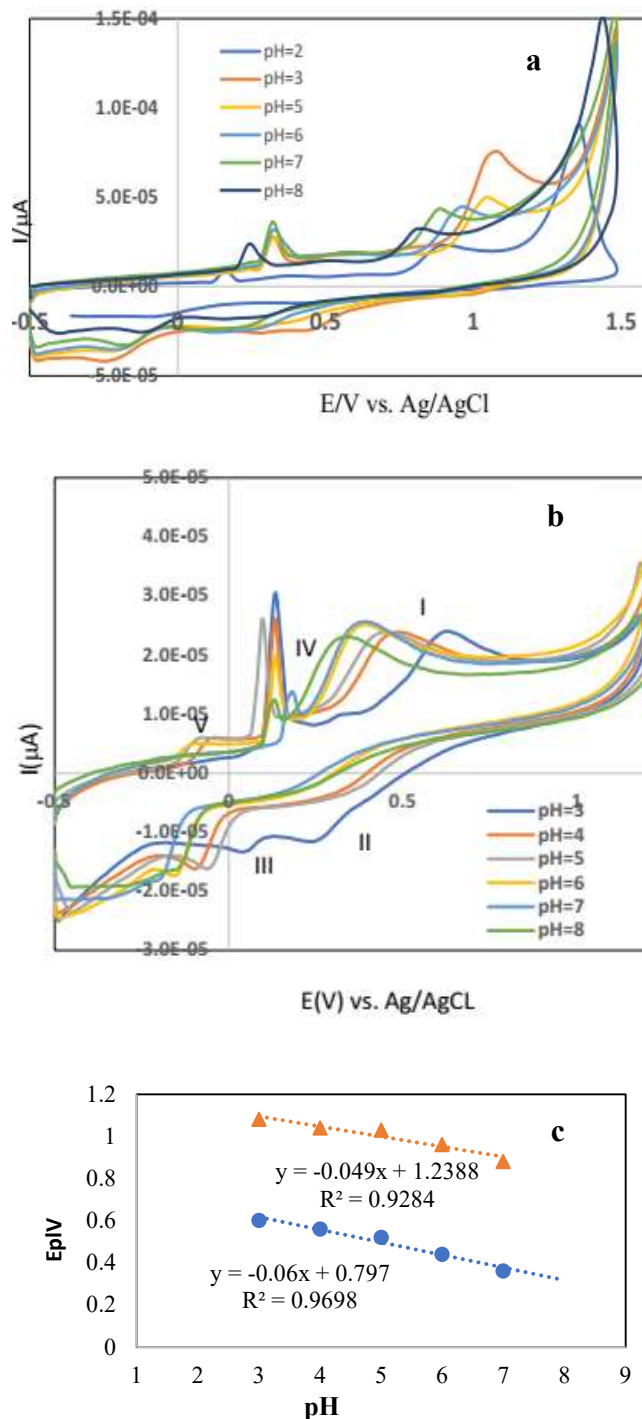 1.5E-04
a
pH=2
pH=3
pH=5
pH=6
pH=7
pH=8
1.0E-04
5.0E-05
I/µA
0.0E+00
-0.5
0
0.5
1
1.5
-5.0E-05
E/V vs. Ag/AgCl
5.0E-05
b
4.0E-05
3.0E-05
I
2.0E-05
IV
1.0E-05
V
I(µA)
0.0E+00
-0.5
0
0.5
1
pH=3
-1.0E-05
II
III
pH=4
pH=5
-2.0E-05
pH=6
pH=7
-3.0E-05
pH=8
E(V) vs. Ag/AgCL
1.2
c
1
y = -0.049x + 1.2388
R² = 0.9284
0.8
EpIV
0.6
0.4
y = -0.06x + 0.797
R² = 0.9698
0.2
0
1 2 3 4 5 6 7 8 9
pH